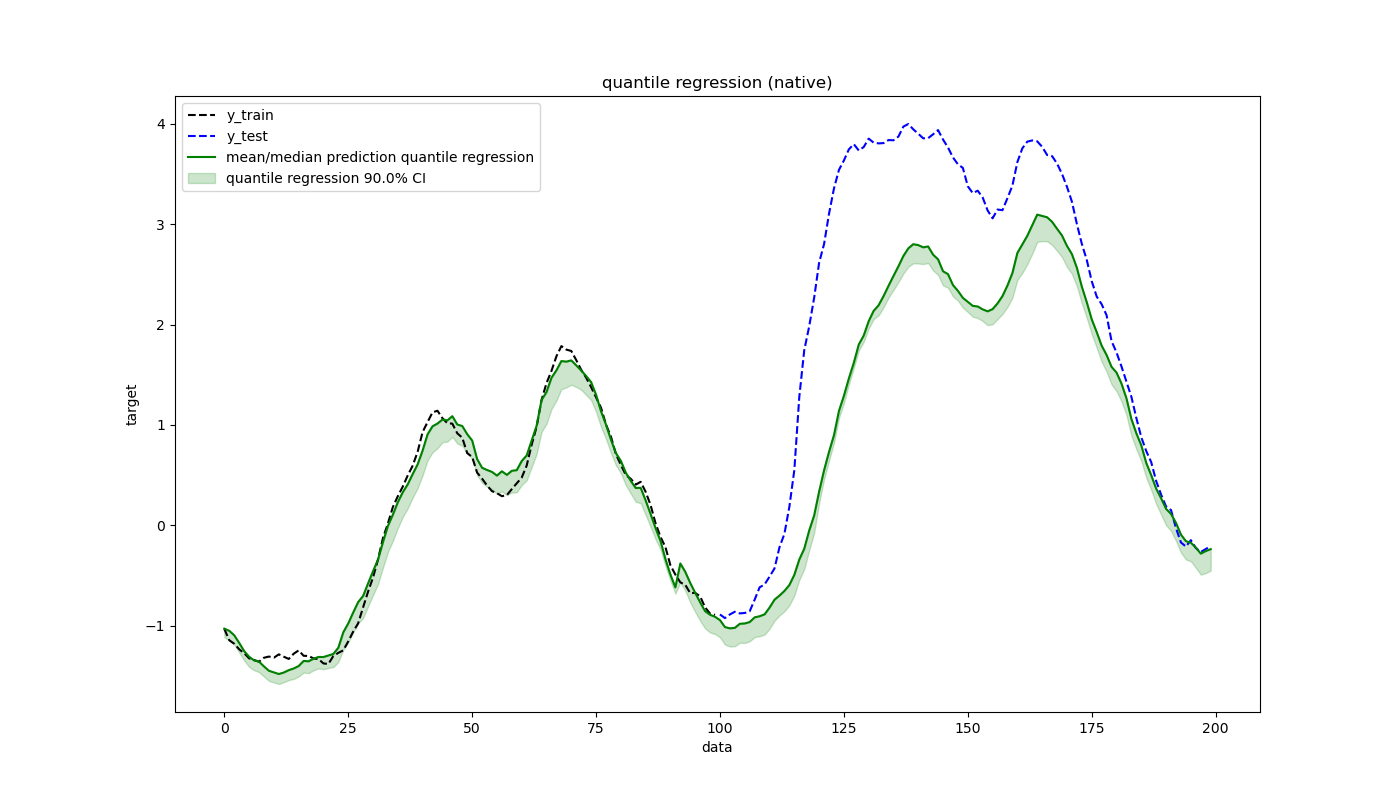 quantile regression (native)
y_train
y_test
mean/median prediction quantile regression
quantile regression 90.0% CI
4
3
2
1
0
−1
target
0 25 50 75 100 125 150 175 200
data